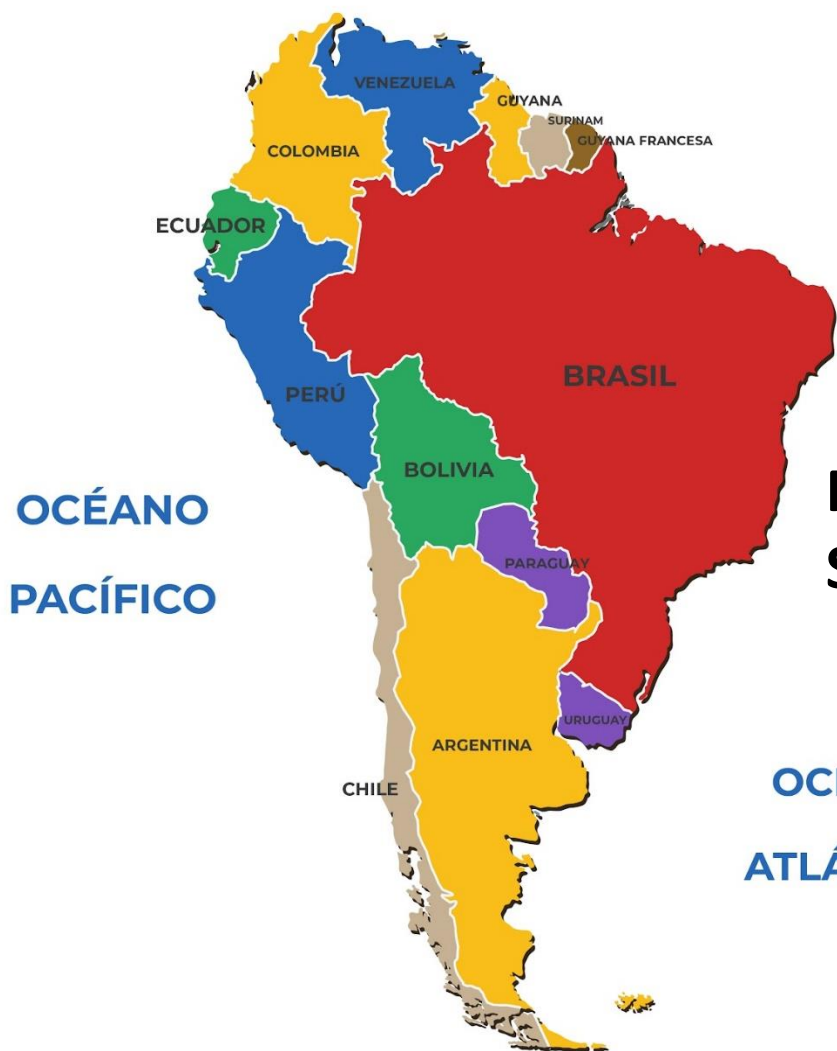 VENEZUELA
GUYANA
SURINAM
GUYANA FRANCESA
COLOMBIA
ECUADOR
BRASIL
PERÚ
BOLIVIA
OCÉANO
PACÍFICO
PARAGUAY
URUGUAY
ARGENTINA
CHILE